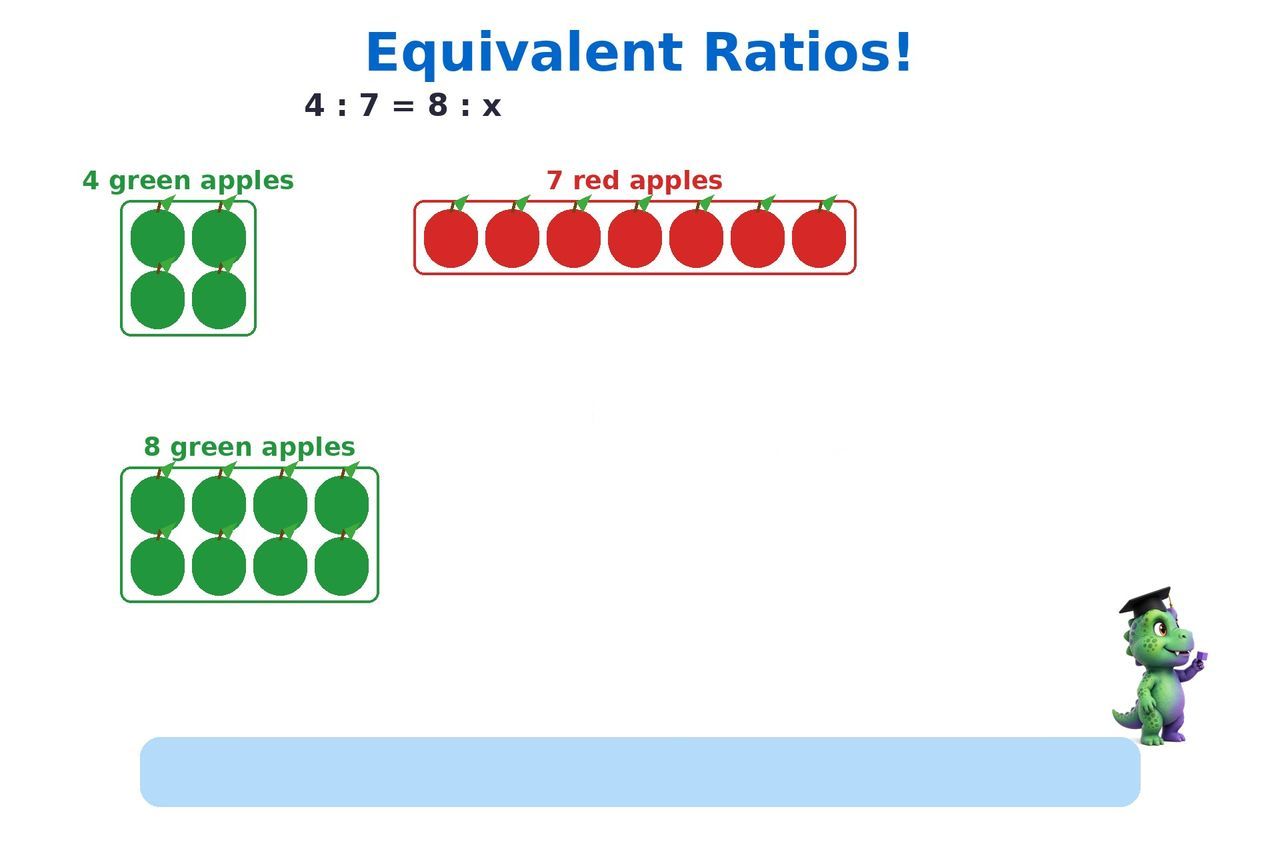 Equivalent Ratios!
4 : 7 = 8 : x
4 green apples
7 red apples
8 green apples